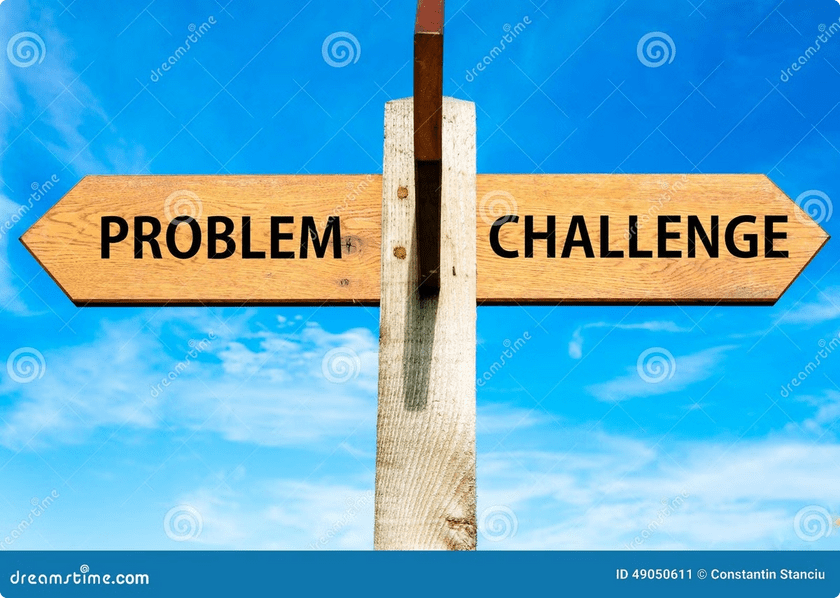 PROBLEM
CHALLENGE
dreamstime.com
ID 49050611 © Constantin Stanciu